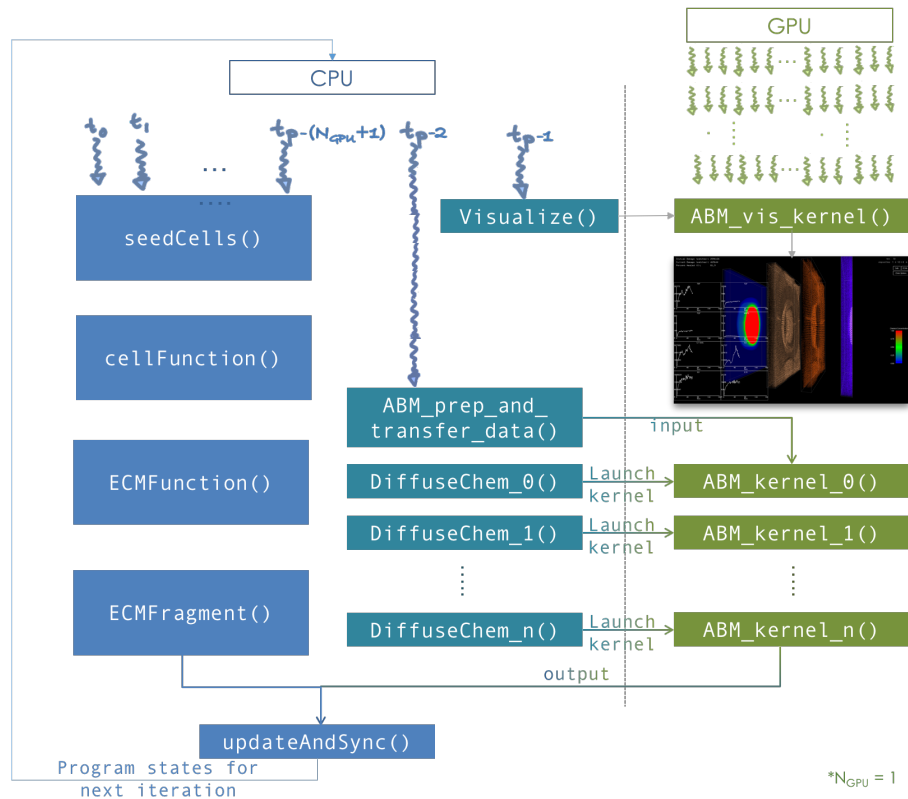 GPU
CPU
t₀
t₁
...
tₚ-(N_GPU+1)
tₚ-2
tₚ-1
seedCells()
Visualize()
ABM_vis_kernel()
cellFunction()
ABM_prep_and_
transfer_data()
input
ECMFunction()
DiffuseChem_0()
Launch
kernel
ABM_kernel_0()
DiffuseChem_1()
Launch
kernel
ABM_kernel_1()
ECMFragment()
DiffuseChem_n()
Launch
kernel
ABM_kernel_n()
output
updateAndSync()
Program states for
next iteration
*N_GPU = 1